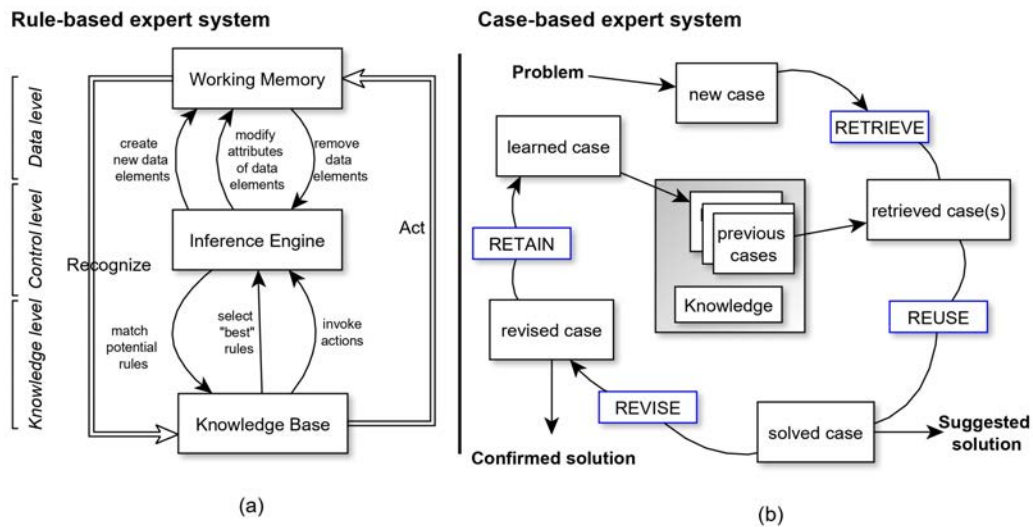 Rule-based expert system
Data level
Control level
Knowledge level
Working Memory
create
new data
elements
modify
attributes
of data
elements
remove
data
elements
Inference Engine
Recognize
Act
match
potential
rules
select
"best"
rules
invoke
actions
Knowledge Base
(a)
Case-based expert system
Problem
new case
RETRIEVE
learned case
retrieved case(s)
previous
cases
Knowledge
RETAIN
revised case
REUSE
REVISE
solved case
Suggested
solution
Confirmed solution
(b)